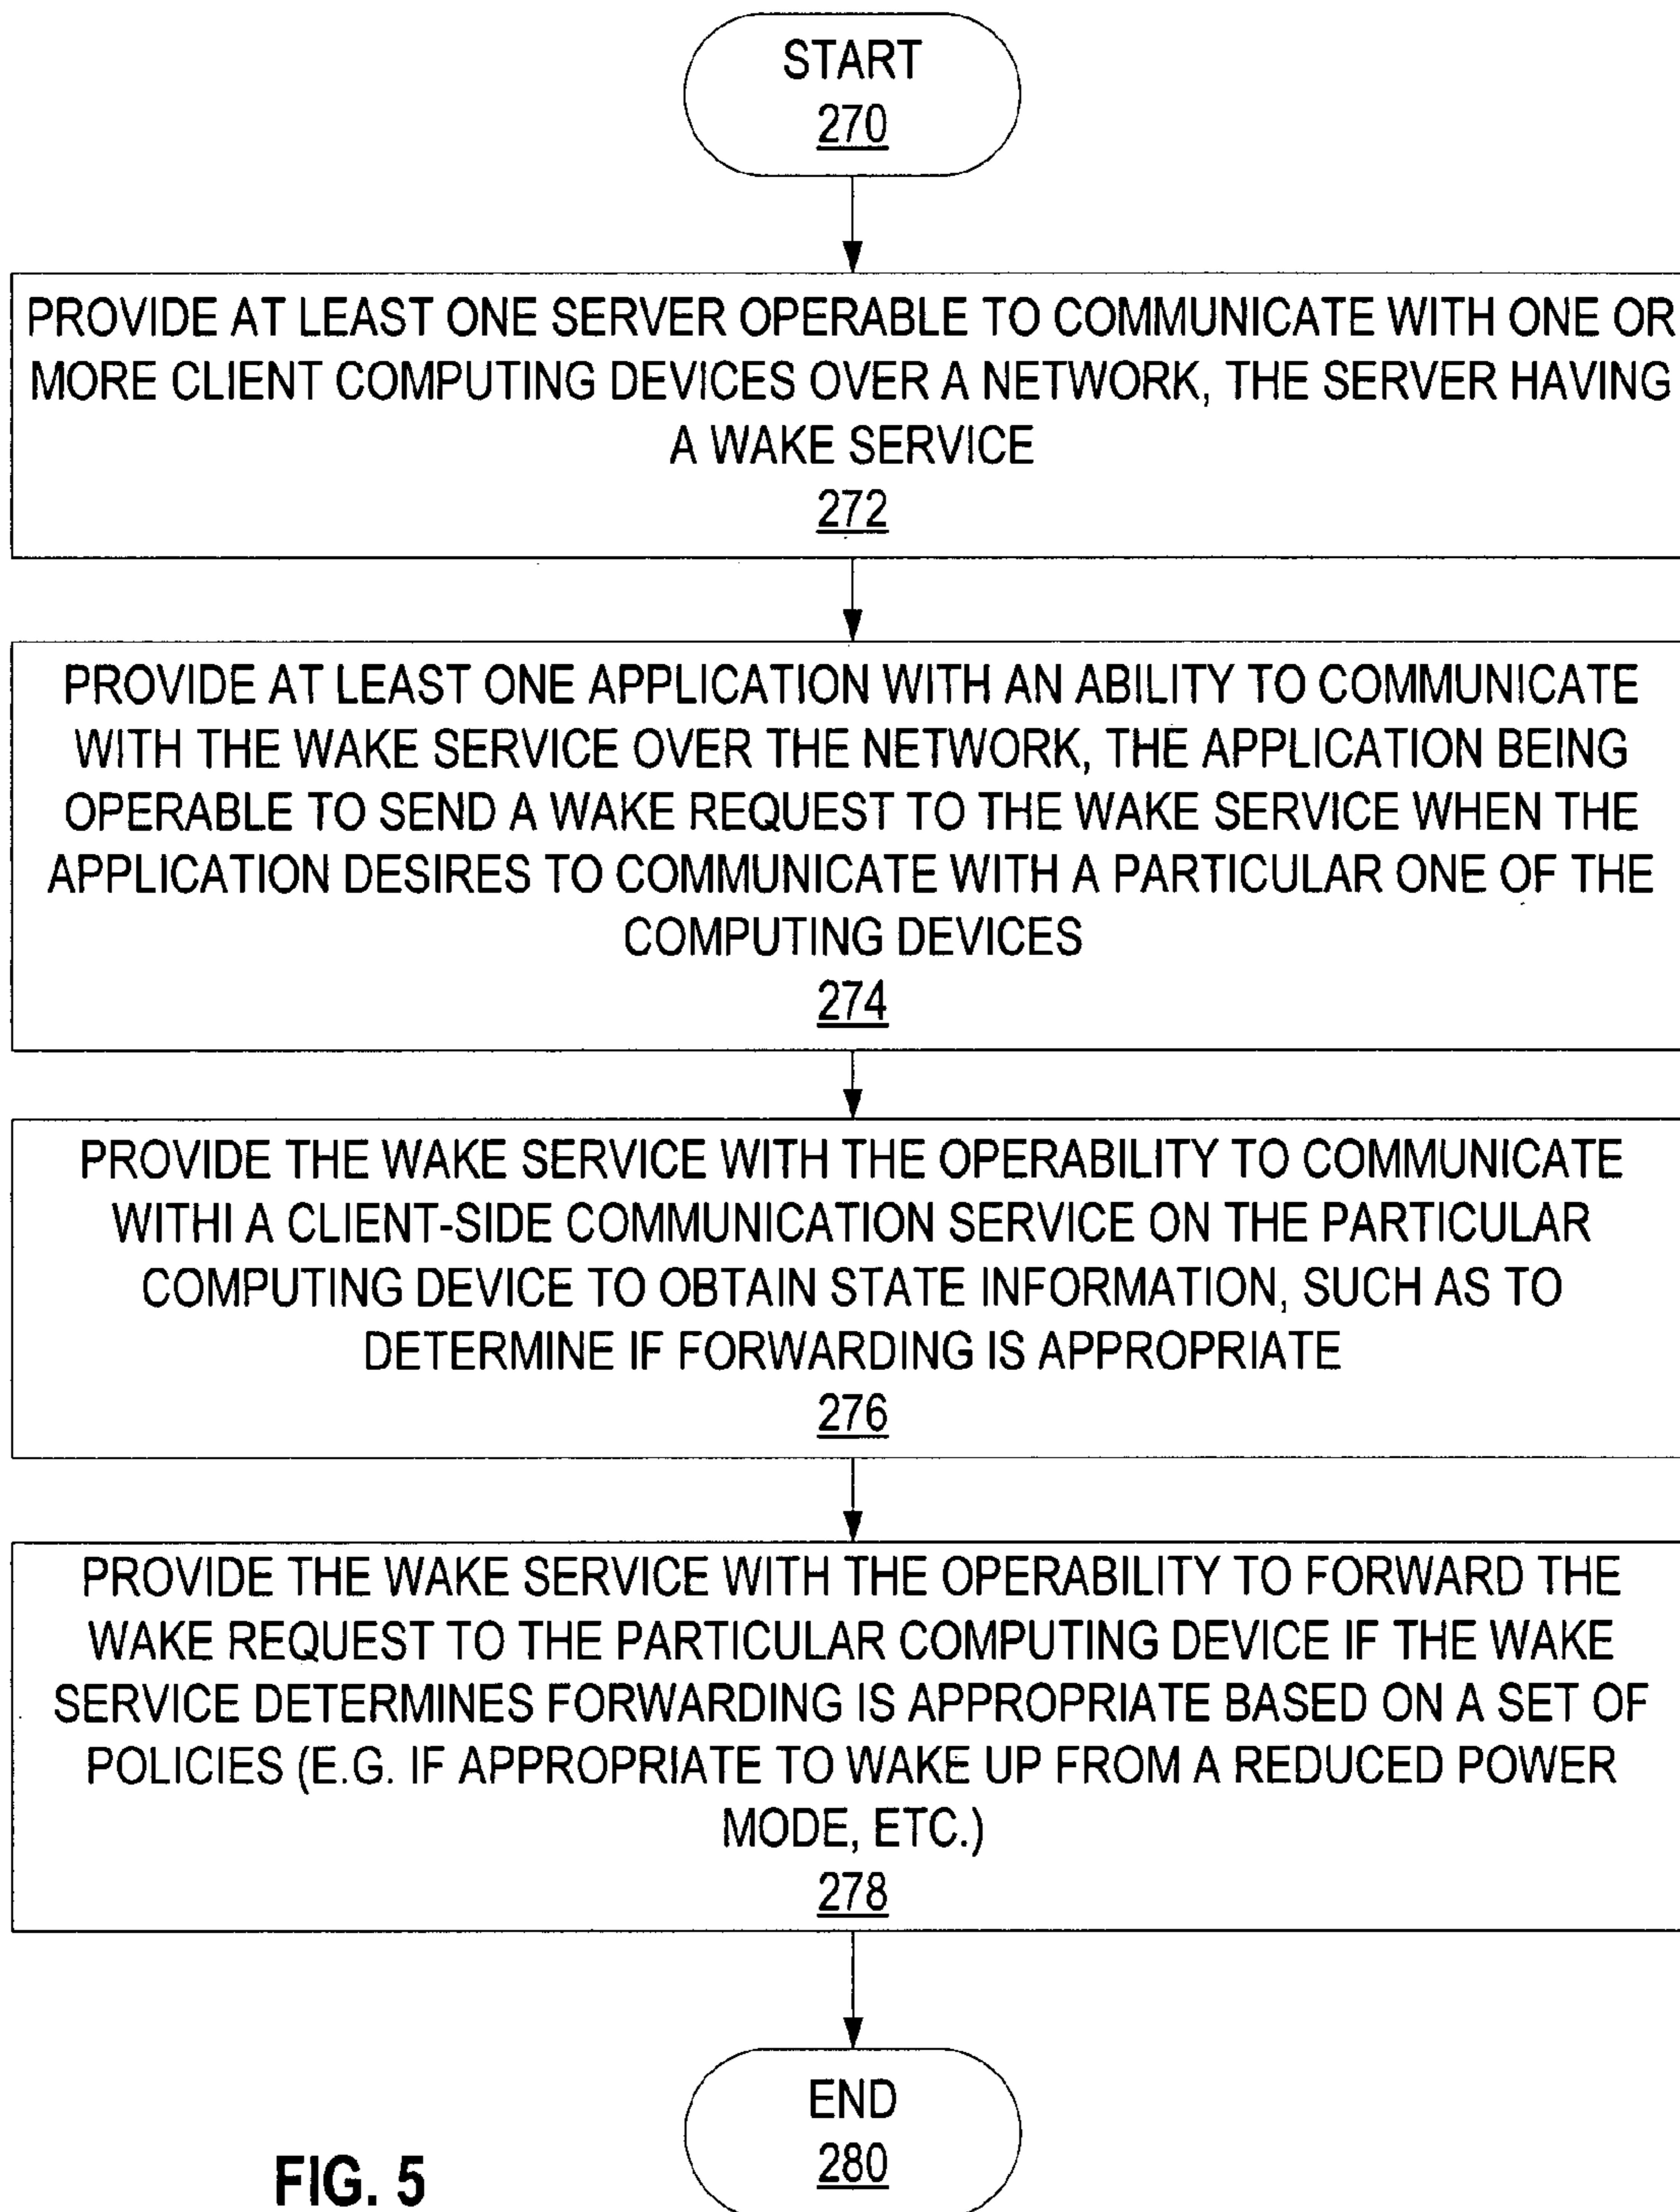 START
270
PROVIDE AT LEAST ONE SERVER OPERABLE TO COMMUNICATE WITH ONE OR
MORE CLIENT COMPUTING DEVICES OVER A NETWORK, THE SERVER HAVING
A WAKE SERVICE
272
PROVIDE AT LEAST ONE APPLICATION WITH AN ABILITY TO COMMUNICATE
WITH THE WAKE SERVICE OVER THE NETWORK, THE APPLICATION BEING
OPERABLE TO SEND A WAKE REQUEST TO THE WAKE SERVICE WHEN THE
APPLICATION DESIRES TO COMMUNICATE WITH A PARTICULAR ONE OF THE
COMPUTING DEVICES
274
PROVIDE THE WAKE SERVICE WITH THE OPERABILITY TO COMMUNICATE
WITHI A CLIENT-SIDE COMMUNICATION SERVICE ON THE PARTICULAR
COMPUTING DEVICE TO OBTAIN STATE INFORMATION, SUCH AS TO
DETERMINE IF FORWARDING IS APPROPRIATE
276
PROVIDE THE WAKE SERVICE WITH THE OPERABILITY TO FORWARD THE
WAKE REQUEST TO THE PARTICULAR COMPUTING DEVICE IF THE WAKE
SERVICE DETERMINES FORWARDING IS APPROPRIATE BASED ON A SET OF
POLICIES (E.G. IF APPROPRIATE TO WAKE UP FROM A REDUCED POWER
MODE, ETC.)
278
END
280
FIG. 5